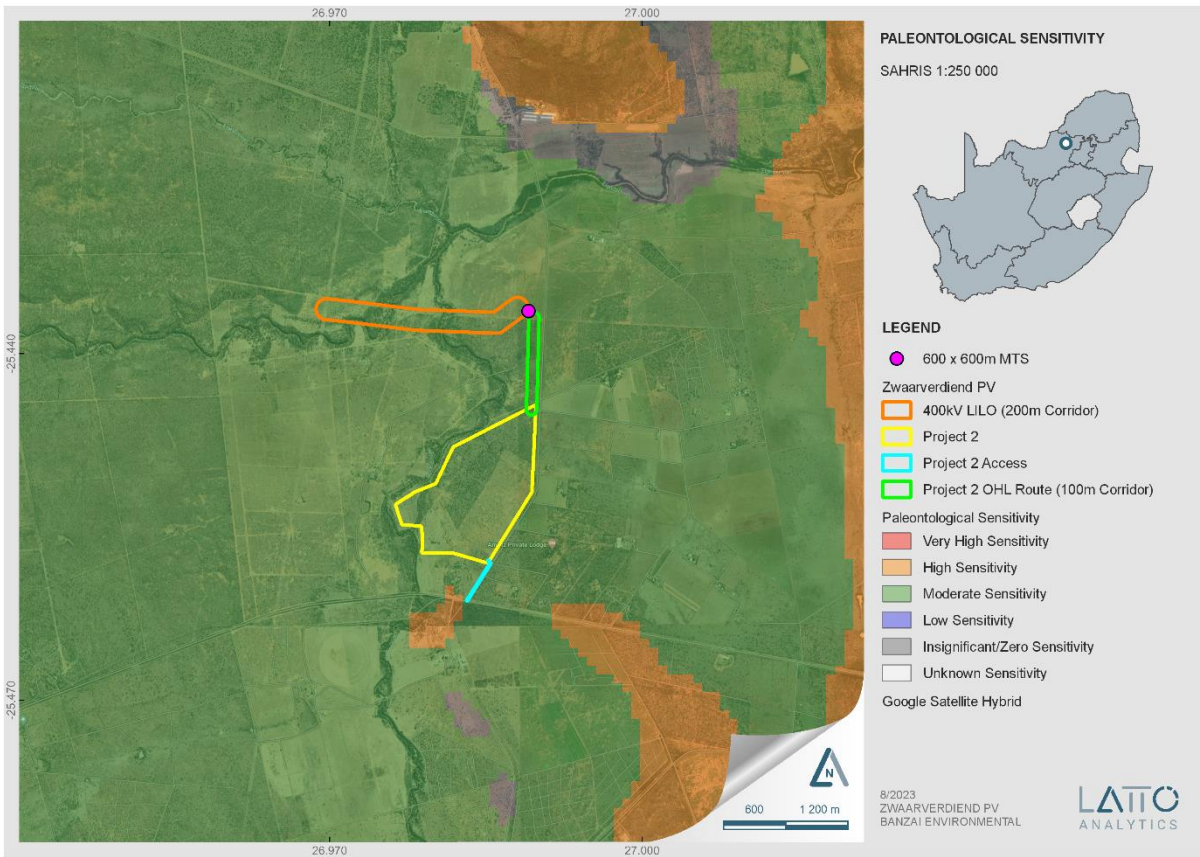 26.970
27.000
-25.440
-25.470
26.970
27.000
600
1 200 m
N
PALEONTOLOGICAL SENSITIVITY
SAHRIS 1:250 000
LEGEND
600 x 600m MTS
Zwaarverdiend PV
400kV LILO (200m Corridor)
Project 2
Project 2 Access
Project 2 OHL Route (100m Corridor)
Paleontological Sensitivity
Very High Sensitivity
High Sensitivity
Moderate Sensitivity
Low Sensitivity
Insignificant/Zero Sensitivity
Unknown Sensitivity
Google Satellite Hybrid
8/2023
ZWAARVERDIEND PV
BANZAI ENVIRONMENTAL
LATTO
ANALYTICS
Private Lodge